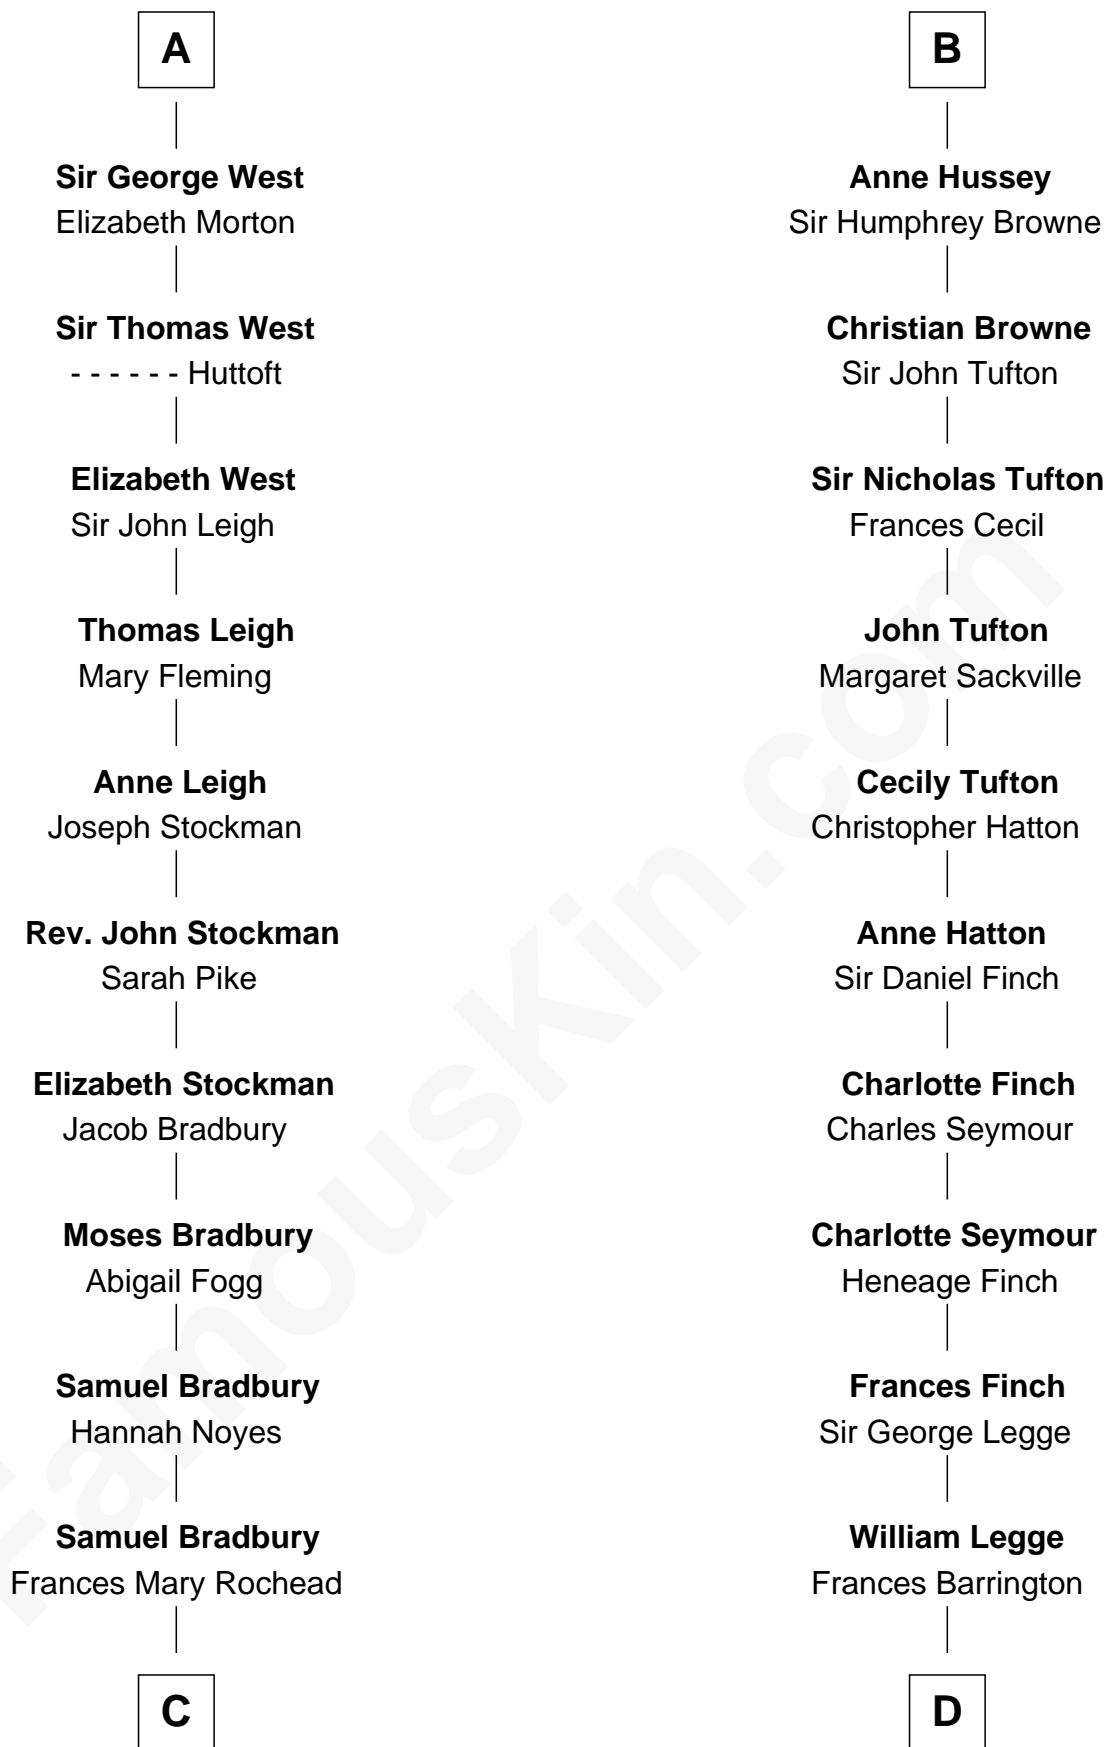 A
Sir George West
Elizabeth Morton
Sir Thomas West
- - - - - - Huttoft
Elizabeth West
Sir John Leigh
Thomas Leigh
Mary Fleming
Anne Leigh
Joseph Stockman
Rev. John Stockman
Sarah Pike
Elizabeth Stockman
Jacob Bradbury
Moses Bradbury
Abigail Fogg
Samuel Bradbury
Hannah Noyes
Samuel Bradbury
Frances Mary Rochead
C
B
Anne Hussey
Sir Humphrey Browne
Christian Browne
Sir John Tufton
Sir Nicholas Tufton
Frances Cecil
John Tufton
Margaret Sackville
Cecily Tufton
Christopher Hatton
Anne Hatton
Sir Daniel Finch
Charlotte Finch
Charles Seymour
Charlotte Seymour
Heneage Finch
Frances Finch
Sir George Legge
William Legge
Frances Barrington
D
FamousKin.com